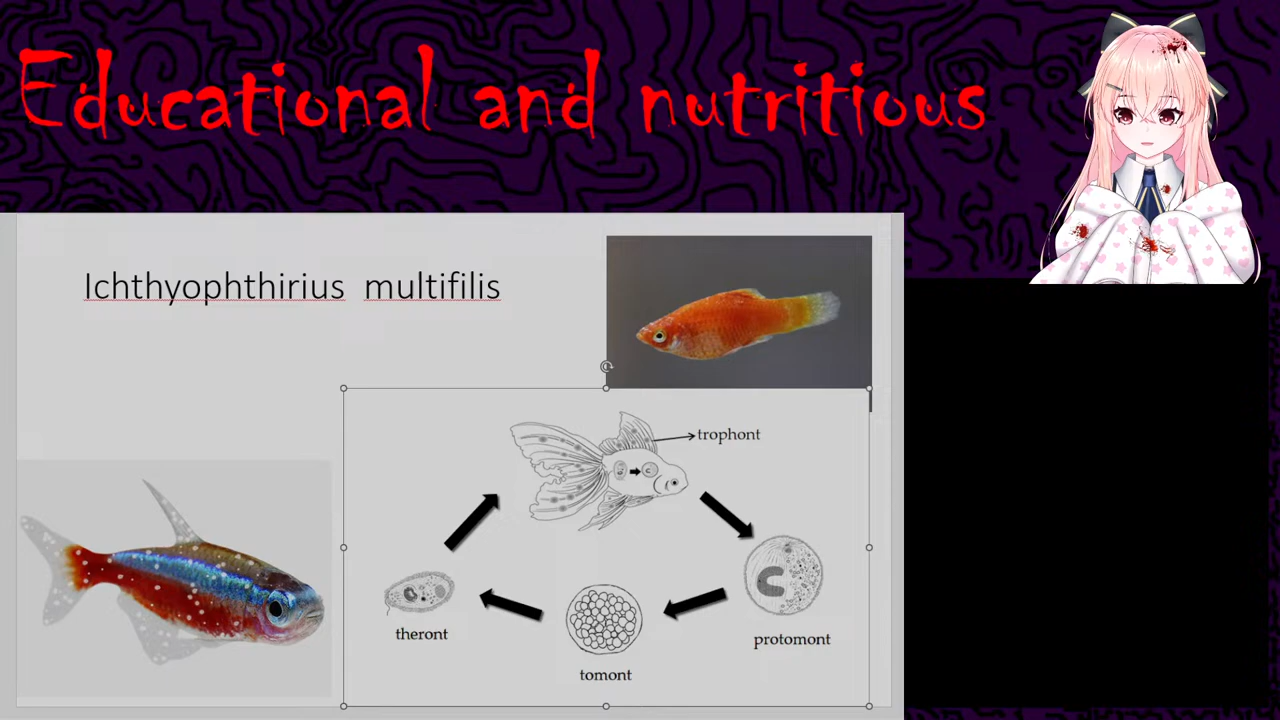 Educational and nutritious
Ichthyophthirius multifilis
trophont
theront
protomont
tomont